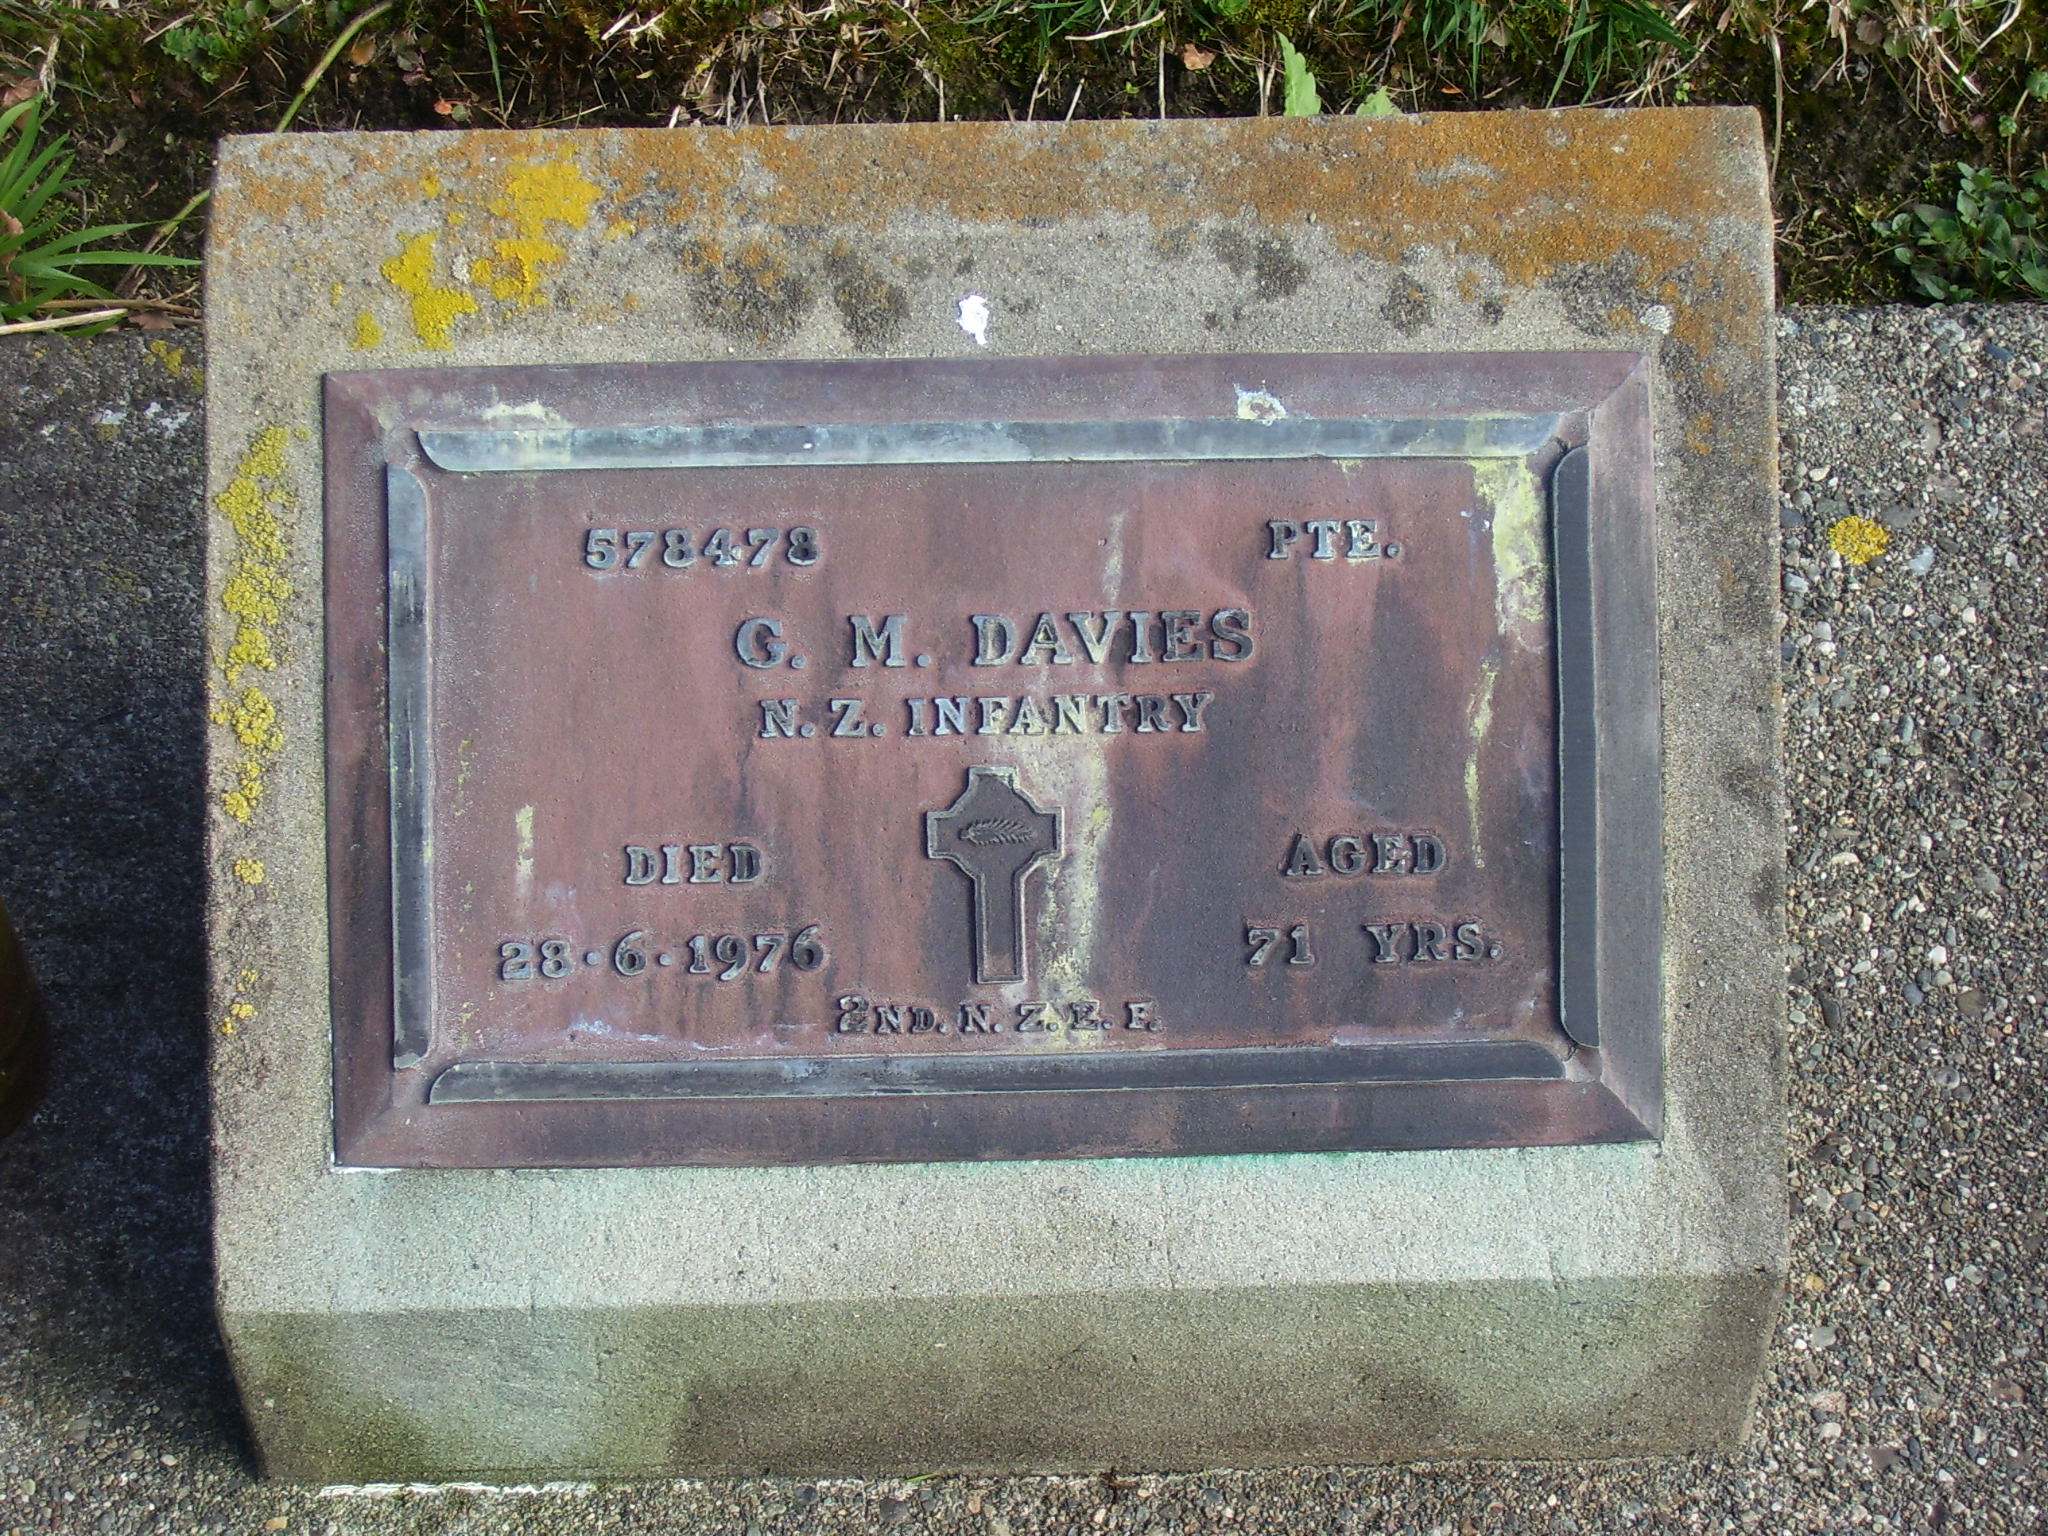 578478 PTE.
G. M. DAVIES
N. Z. INFANTRY
DIED AGED
28·6·1976 71 YRS.
2ND. N. Z. E. F.